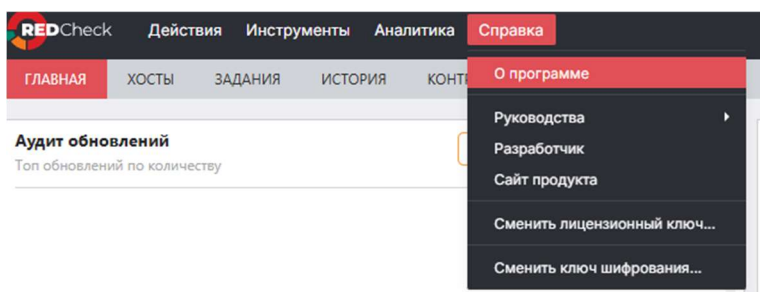 REDCheck Действия Инструменты Аналитика Справка
ГЛАВНАЯ ХОСТЫ ЗАДАНИЯ ИСТОРИЯ
О программе
Руководства
Разработчик
Сайт продукта
Сменить лицензионный ключ...
Сменить ключ шифрования...
Аудит обновлений
Топ обновлений по количеству